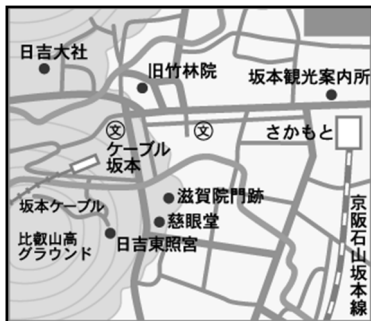 日吉大社
旧竹林院
坂本観光案内所
文
文
さかもと
ケーブル
坂本
滋賀院門跡
坂本ケーブル
慈眼堂
比叡山高
グラウンド
日吉東照宮
京阪石山坂本線